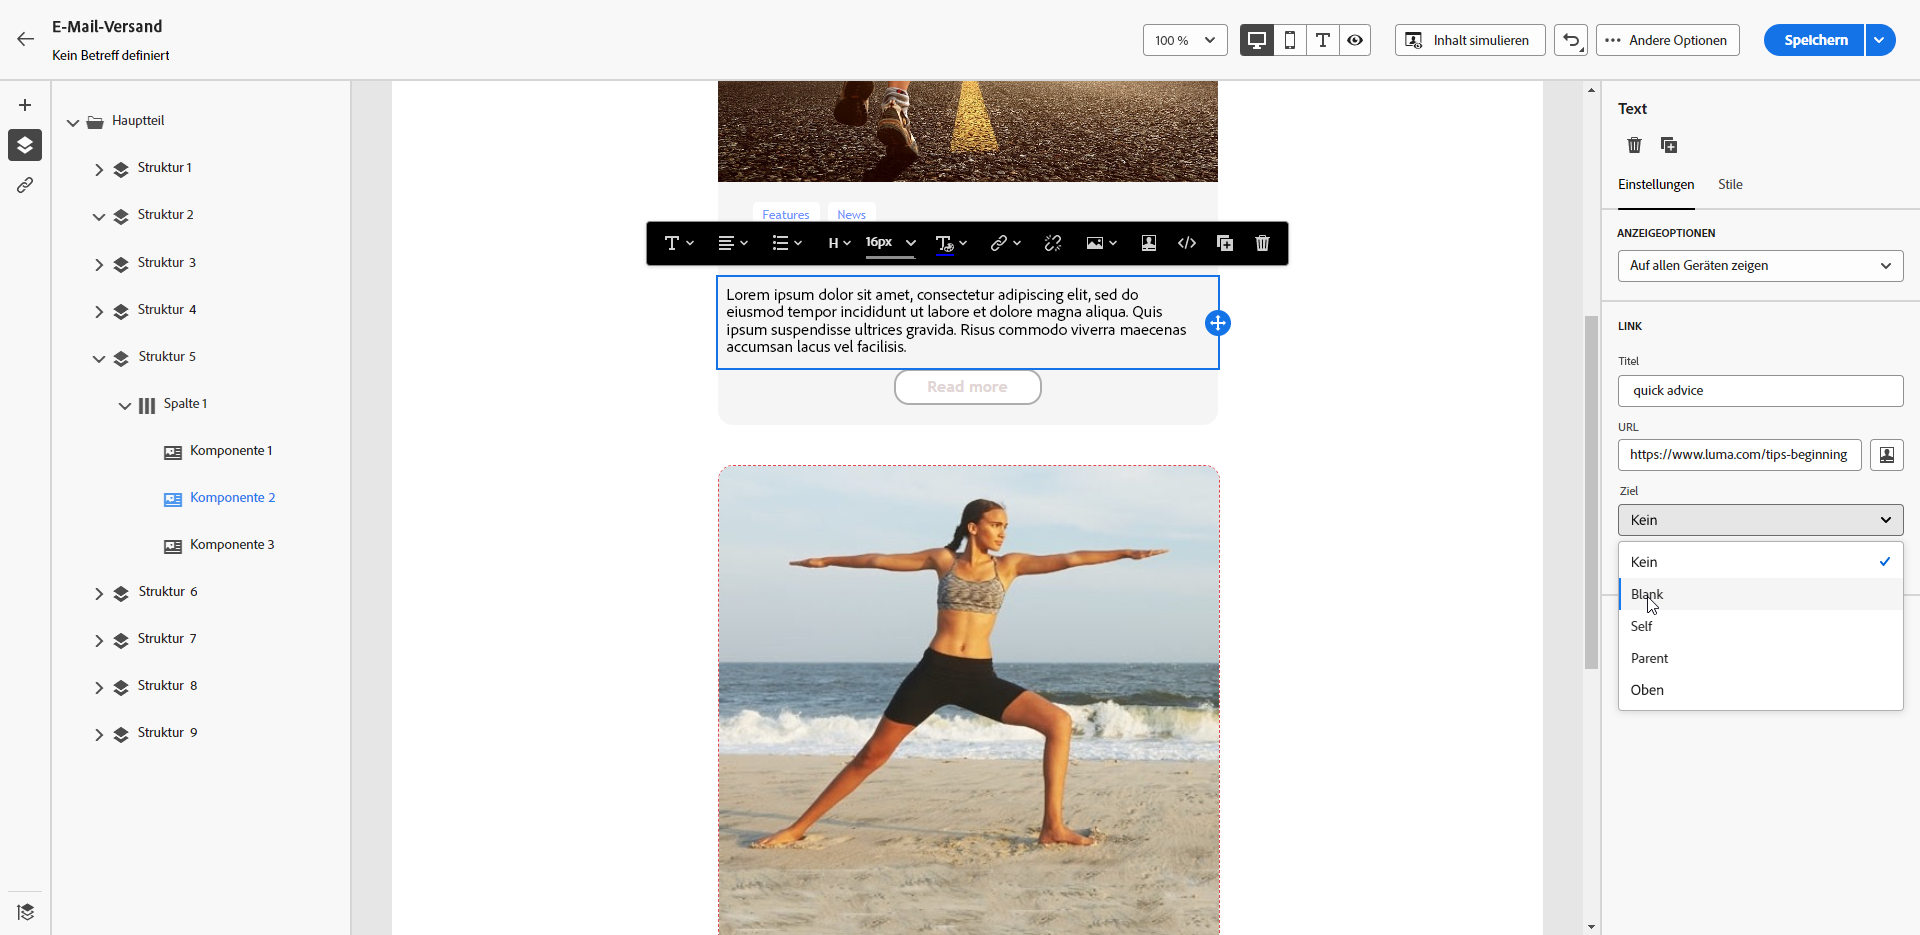 E-Mail-Versand
Kein Betreff definiert
100 %
T
Inhalt simulieren
Andere Optionen
Speichern
Hauptteil
Struktur 1
Struktur 2
Struktur 3
Struktur 4
Struktur 5
Spalte 1
Komponente 1
Komponente 2
Komponente 3
Struktur 6
Struktur 7
Struktur 8
Struktur 9
Features
News
T
H
16px
T
Lorem ipsum dolor sit amet, consectetur adipiscing elit, sed do
eiusmod tempor incididunt ut labore et dolore magna aliqua. Quis
ipsum suspendisse ultrices gravida. Risus commodo viverra maecenas
accumsan lacus vel facilisis.
Read more
Text
Einstellungen
Stile
ANZEIGEOPTIONEN
Auf allen Geräten zeigen
LINK
Titel
quick advice
URL
https://www.luma.com/tips-beginning
Ziel
Kein
Kein
Blank
Self
Parent
Oben